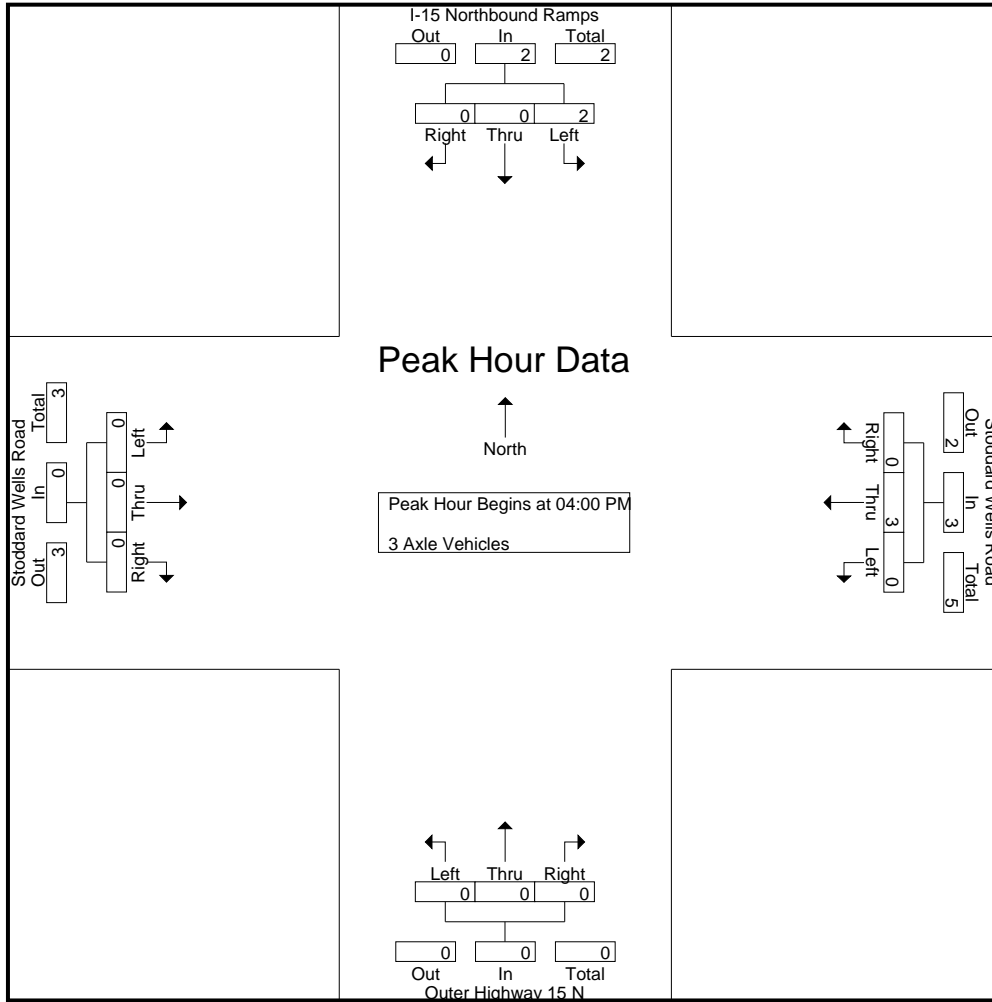 I-15 Northbound Ramps
Out In Total
0 2 2
0 0 2
Right Thru Left
Peak Hour Data
North
Peak Hour Begins at 04:00 PM
3 Axle Vehicles
Stoddard Wells Road
Total In Out
3 0 3
0 0 0
Left Thru Right
Stoddard Wells Road
Out In Total
2 3 5
0 3 0
Right Thru Left
Left Thru Right
0 0 0
0 0 0
Out In Total
Outer Highway 15 N